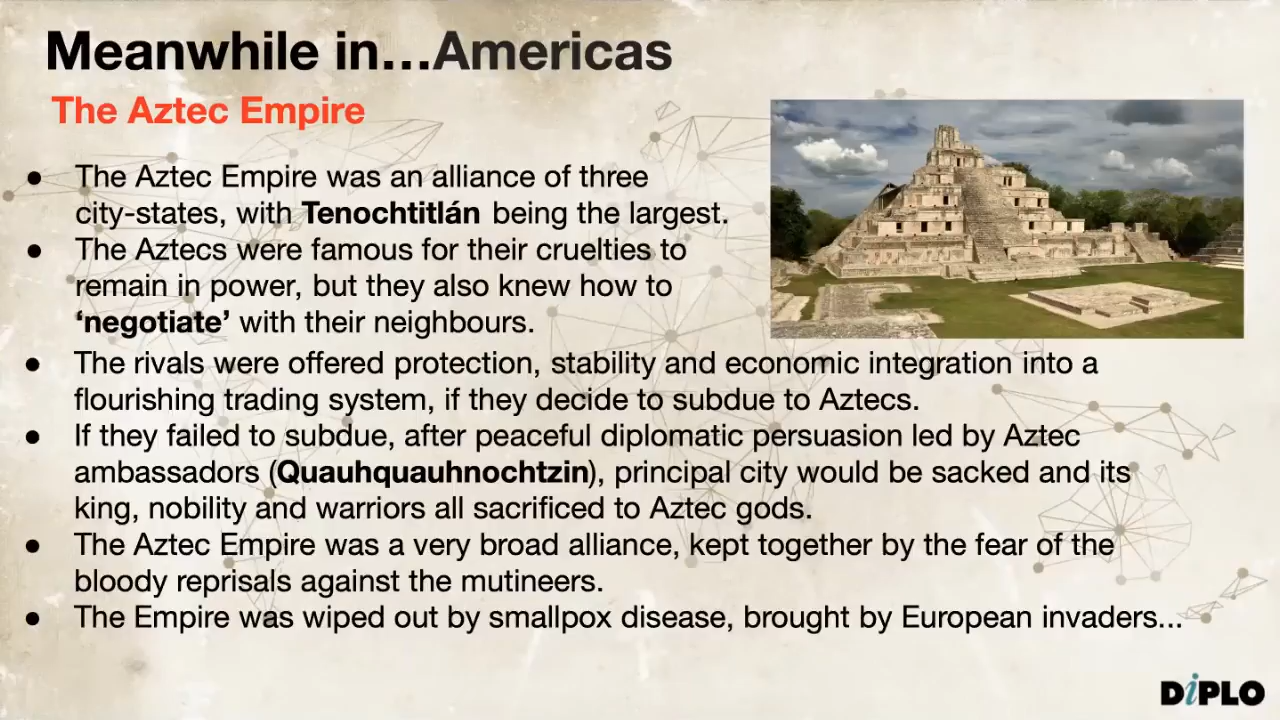 Meanwhile in...Americas
The Aztec Empire
● The Aztec Empire was an alliance of three
city-states, with Tenochtitlán being the largest.
● The Aztecs were famous for their cruelties to
remain in power, but they also knew how to
‘negotiate’ with their neighbours.
● The rivals were offered protection, stability and economic integration into a
flourishing trading system, if they decide to subdue to Aztecs.
● If they failed to subdue, after peaceful diplomatic persuasion led by Aztec
ambassadors (Quauhquauhnochtzin), principal city would be sacked and its
king, nobility and warriors all sacrificed to Aztec gods.
● The Aztec Empire was a very broad alliance, kept together by the fear of the
bloody reprisals against the mutineers.
● The Empire was wiped out by smallpox disease, brought by European invaders...
DiPLO